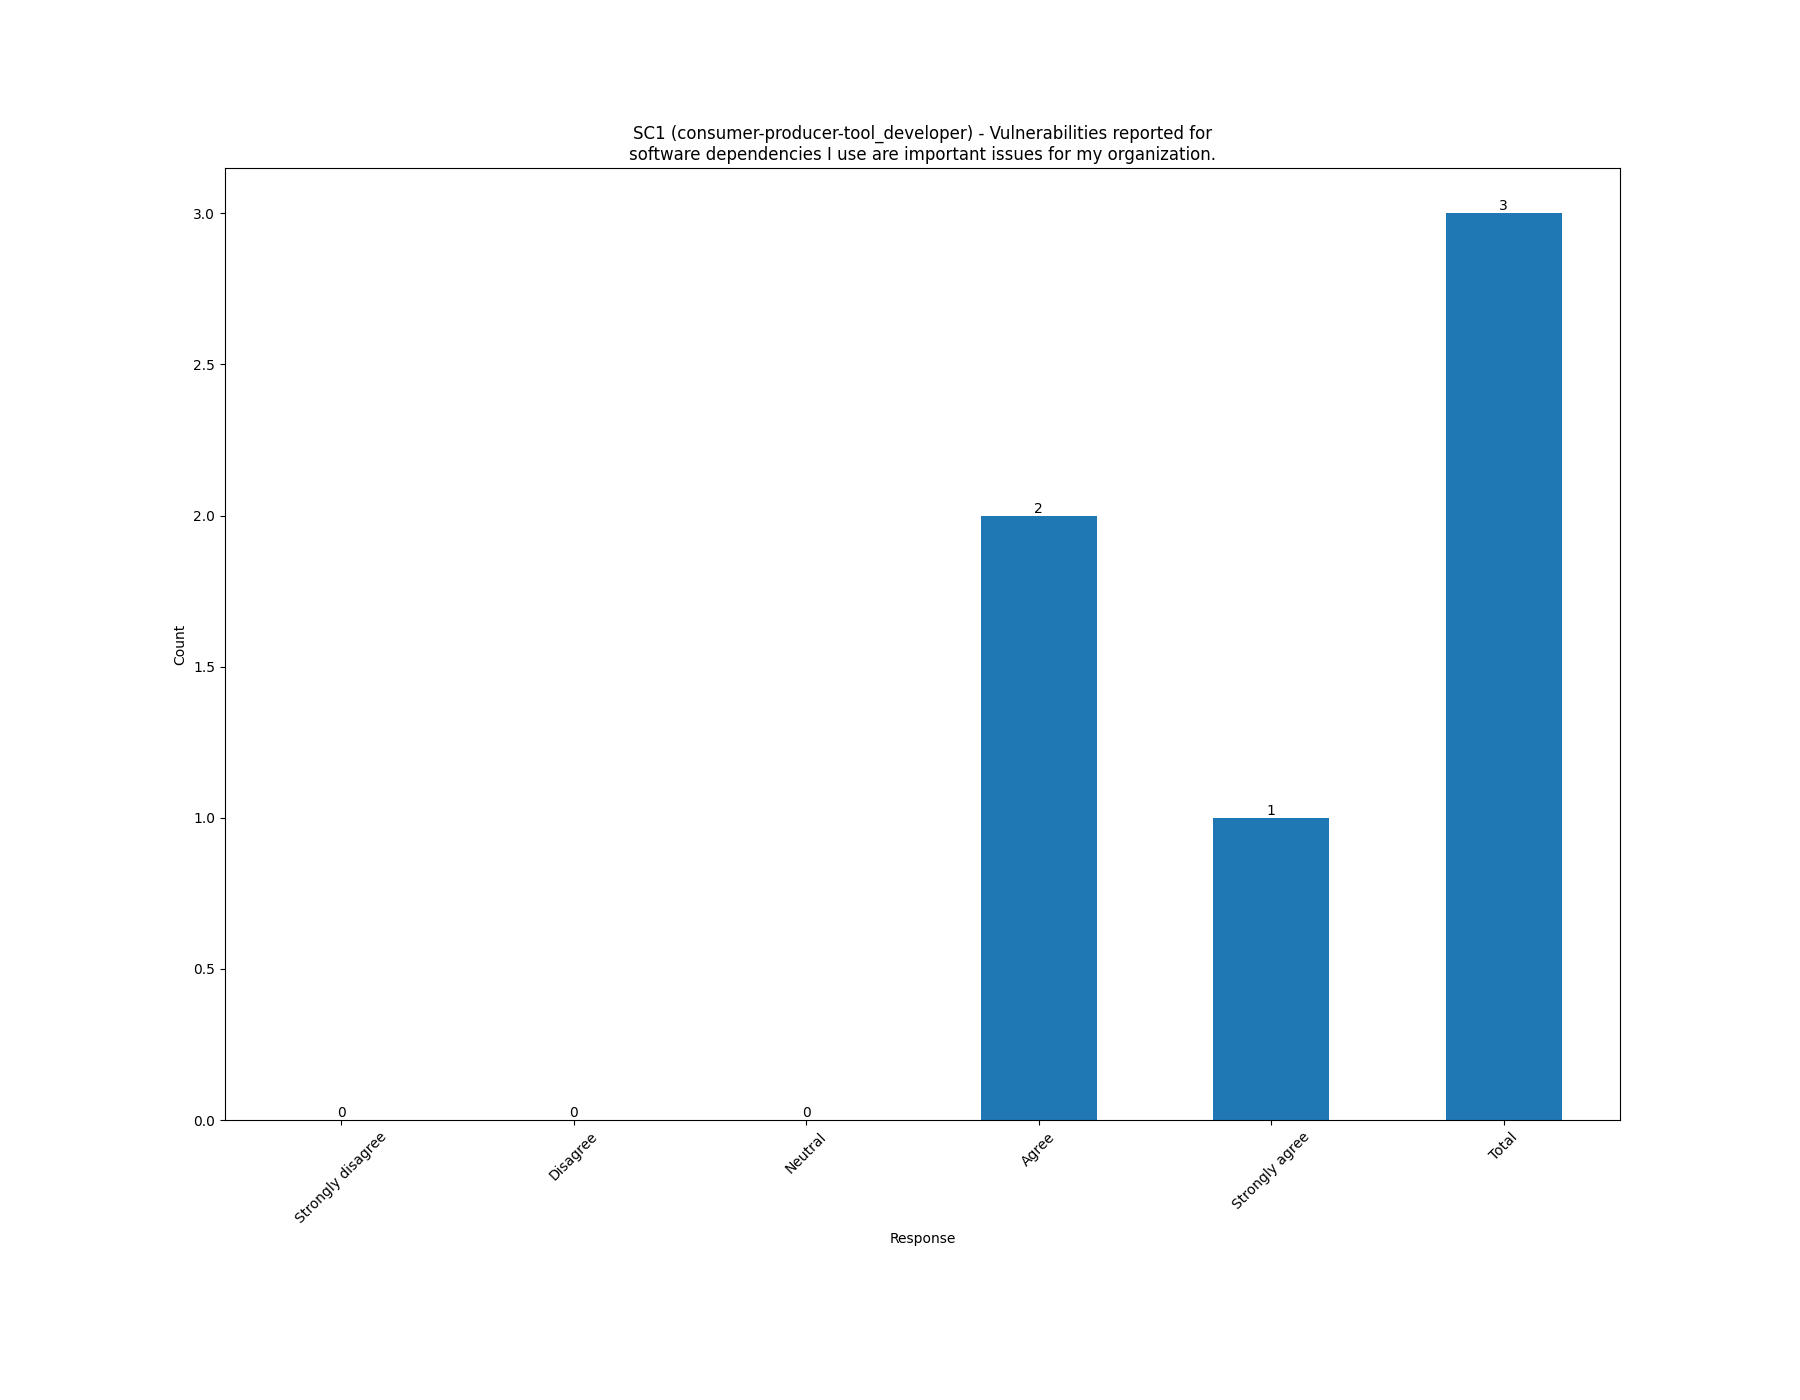 SC1 (consumer-producer-tool_developer) - Vulnerabilities reported for
software dependencies I use are important issues for my organization.
3.0
2.5
2.0
1.5
1.0
0.5
0.0
Count
0
0
0
2
1
3
Strongly disagree
Disagree
Neutral
Agree
Strongly agree
Total
Response